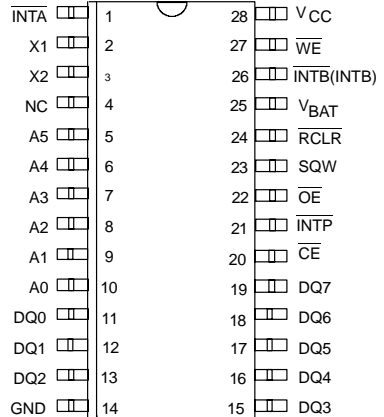 INTA 1 28 VCC
X1 2 27 WE
X2 3 26 INTB(INTB)
NC 4 25 VBAT
A5 5 24 RCLR
A4 6 23 SQW
A3 7 22 OE
A2 8 21 INTP
A1 9 20 CE
A0 10 19 DQ7
DQ0 11 18 DQ6
DQ1 12 17 DQ5
DQ2 13 16 DQ4
GND 14 15 DQ3